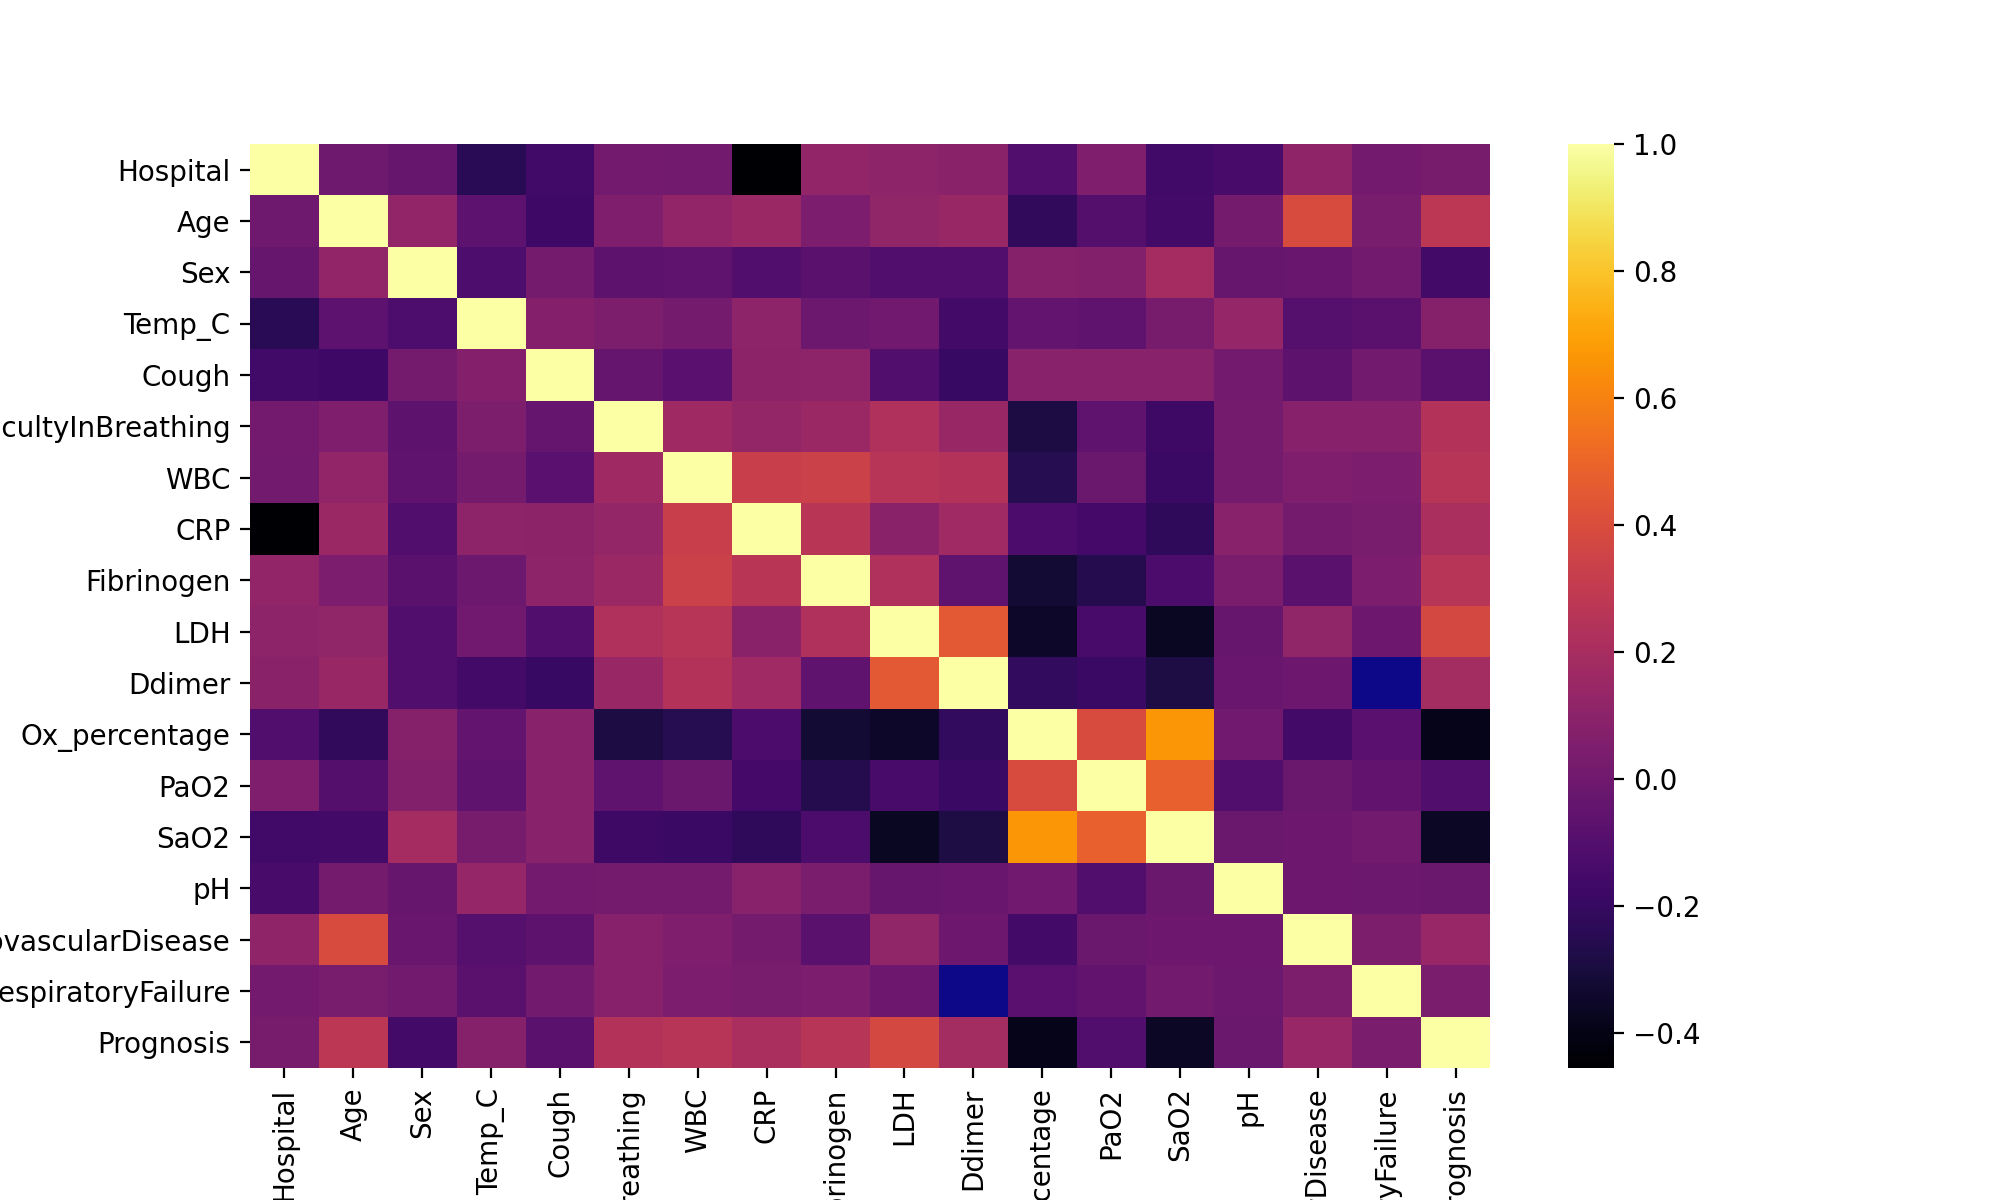 Hospital
Age
Sex
Temp_C
Cough
cultyInBreathing
WBC
CRP
Fibrinogen
LDH
Ddimer
Ox_percentage
PaO2
SaO2
pH
ovascularDisease
espiratoryFailure
Prognosis
Hospital
Age
Sex
Temp_C
Cough
reathing
WBC
CRP
brinogen
LDH
Ddimer
centage
PaO2
SaO2
pH
rDisease
yFailure
rognosis
1.0
0.8
0.6
0.4
0.2
0.0
−0.2
−0.4